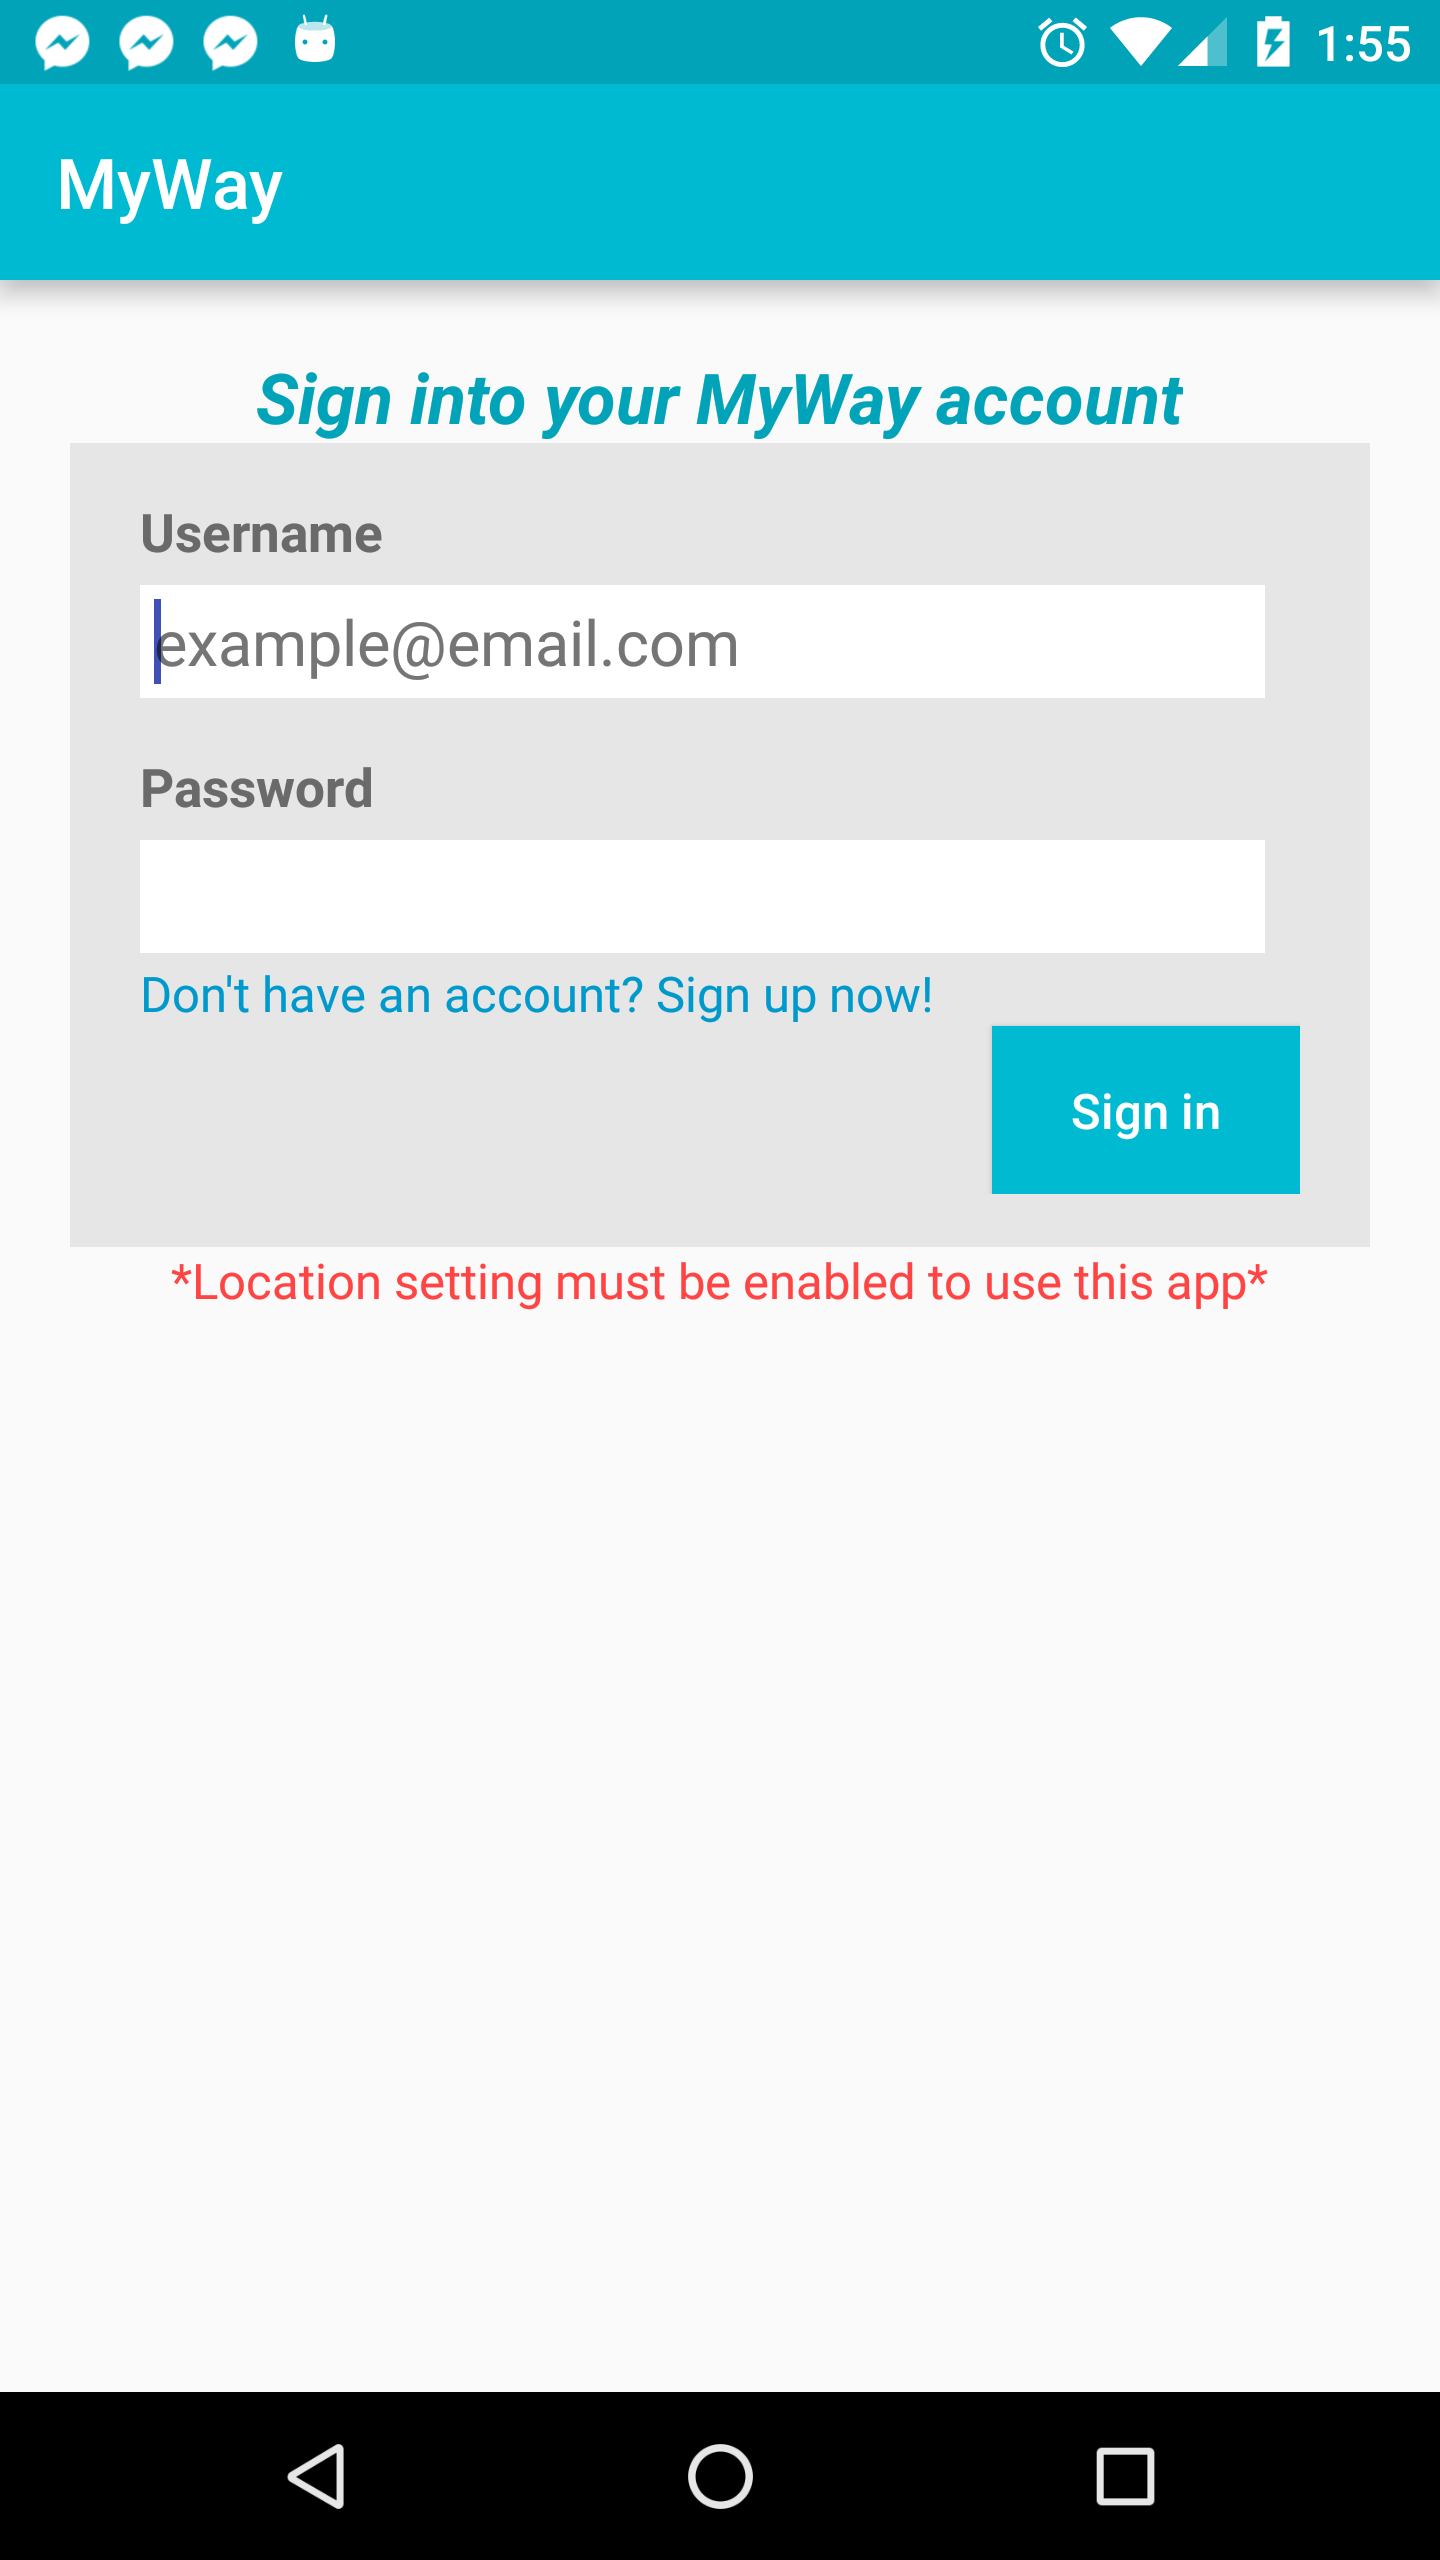 1:55
MyWay
Sign into your MyWay account
Username
example@email.com
Password
Don't have an account? Sign up now!
Sign in
*Location setting must be enabled to use this app*